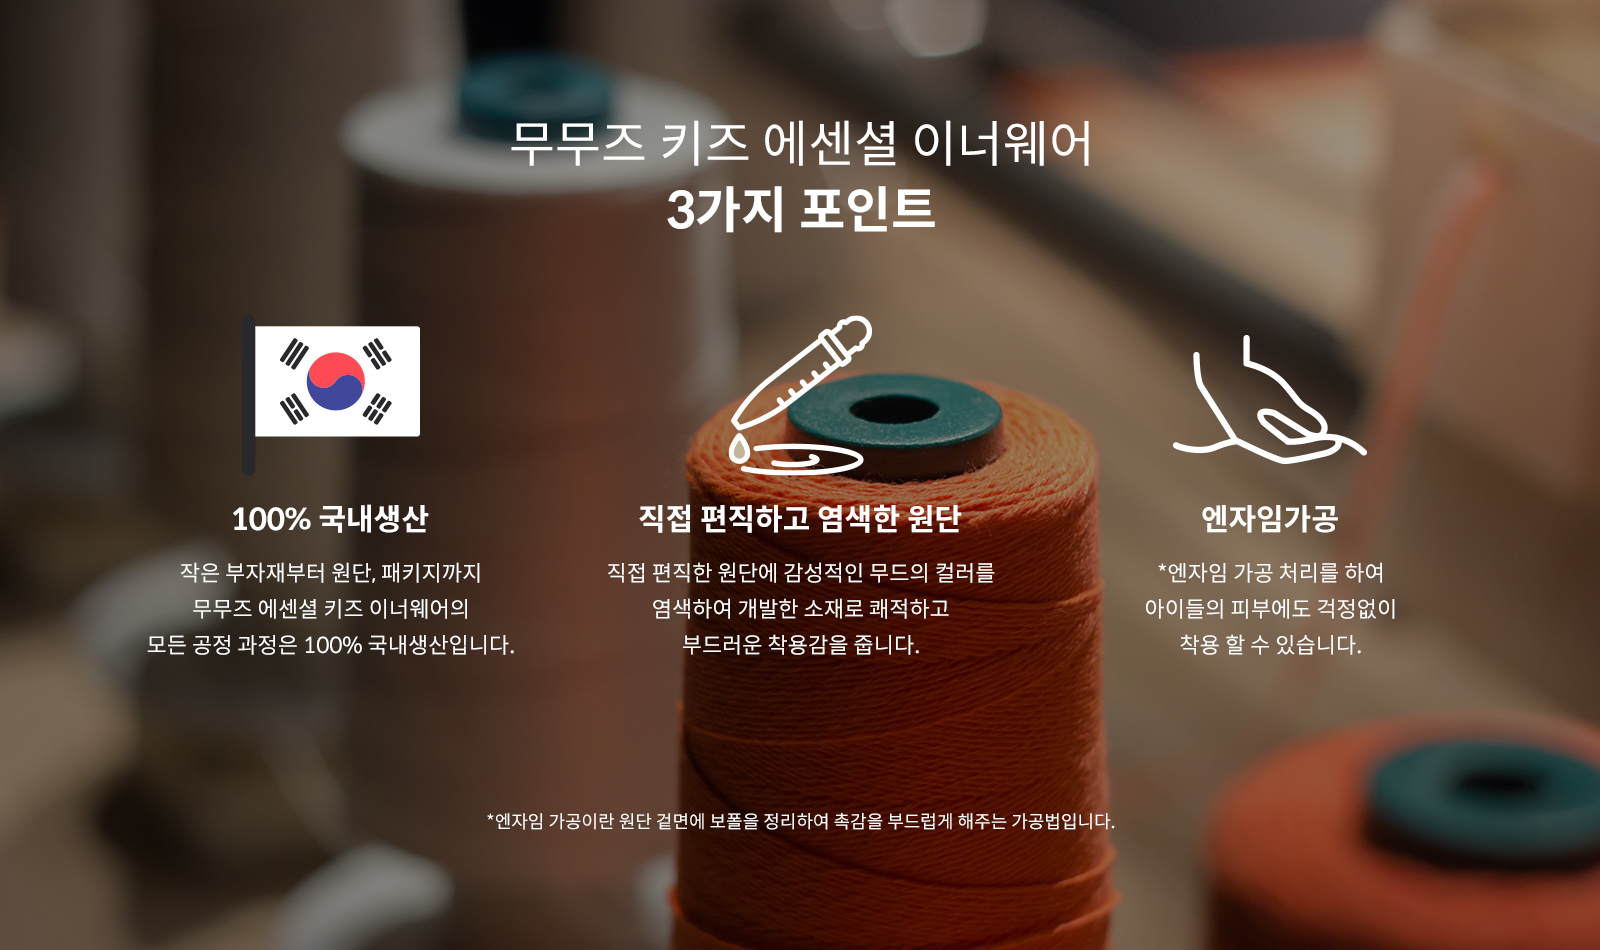 무무즈 키즈 에센셜 이너웨어
3가지 포인트
100% 국내생산
작은 부자재부터 원단, 패키지까지
무무즈 에센셜 키즈 이너웨어의
모든 공정 과정은 100% 국내생산입니다.
직접 편직하고 염색한 원단
직접 편직한 원단에 감성적인 무드의 컬러를
염색하여 개발한 소재로 쾌적하고
부드러운 착용감을 줍니다.
엔자임가공
*엔자임 가공 처리를 하여
아이들의 피부에도 걱정없이
착용 할 수 있습니다.
*엔자임 가공이란 원단 겉면에 보풀을 정리하여 촉감을 부드럽게 해주는 가공법입니다.